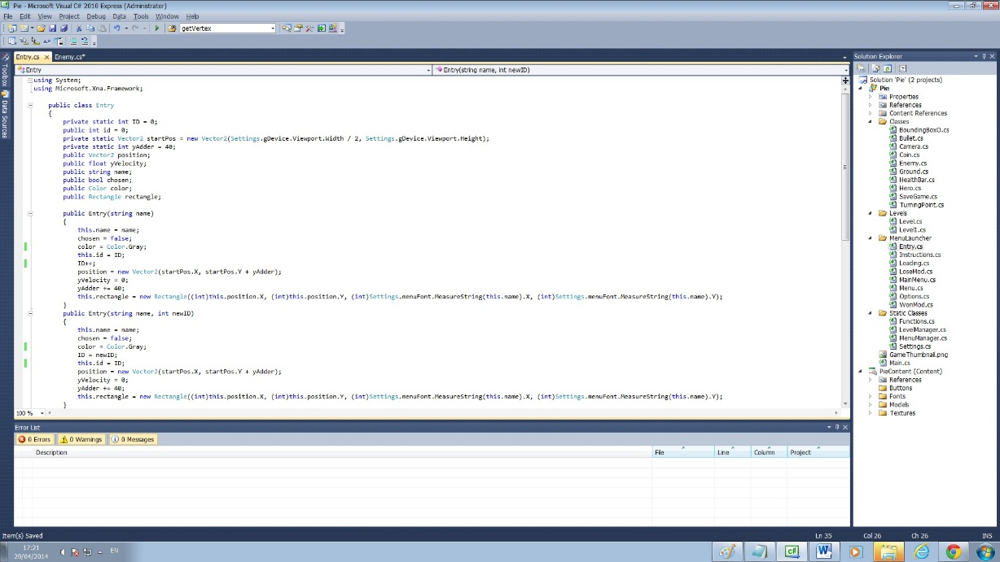 Pie - Microsoft Visual C# 2010 Express (Administrator)
File Edit View Project Debug Data Tools Window Help
getVertex
Entry.cs Enemy.cs*
Toolbox
Data Sources
Entry Entry(string name, int newID)
using System;
using Microsoft.Xna.Framework;
public class Entry
{
private static int ID = 0;
public int id = 0;
private static Vector2 startPos = new Vector2(Settings.gDevice.Viewport.Width / 2, Settings.gDevice.Viewport.Height);
private static int yAdder = 40;
public Vector2 position;
public float yVelocity;
public string name;
public bool chosen;
public Color color;
public Rectangle rectangle;
public Entry(string name)
{
this.name = name;
chosen = false;
color = Color.Gray;
this.id = ID;
ID++;
position = new Vector2(startPos.X, startPos.Y + yAdder);
yVelocity = 0;
yAdder += 40;
this.rectangle = new Rectangle((int)this.position.X, (int)this.position.Y, (int)Settings.menuFont.MeasureString(this.name).X, (int)Settings.menuFont.MeasureString(this.name).Y);
}
public Entry(string name, int newID)
{
this.name = name;
chosen = false;
color = Color.Gray;
ID = newID;
this.id = ID;
position = new Vector2(startPos.X, startPos.Y + yAdder);
yVelocity = 0;
yAdder += 40;
this.rectangle = new Rectangle((int)this.position.X, (int)this.position.Y, (int)Settings.menuFont.MeasureString(this.name).X, (int)Settings.menuFont.MeasureString(this.name).Y);
}
100 %
Solution Explorer
Solution 'Pie' (2 projects)
Pie
Properties
References
Content References
Classes
BoundingBoxO.cs
Bullet.cs
Camera.cs
Coin.cs
Enemy.cs
Ground.cs
HealthBar.cs
Hero.cs
SaveGame.cs
TurningPoint.cs
Levels
Level.cs
Level1.cs
MenuLauncher
Entry.cs
Instructions.cs
Loading.cs
LoseMod.cs
MainMenu.cs
Menu.cs
Options.cs
WonMod.cs
Static Classes
Functions.cs
LevelManager.cs
MenuManager.cs
Settings.cs
GameThumbnail.png
Main.cs
PieContent (Content)
References
Buttons
Fonts
Models
Textures
Error List
0 Errors 0 Warnings 0 Messages
Description File Line Column Project
Item(s) Saved Ln 35 Col 26 Ch 26 INS
17:21
29/04/2014
EN